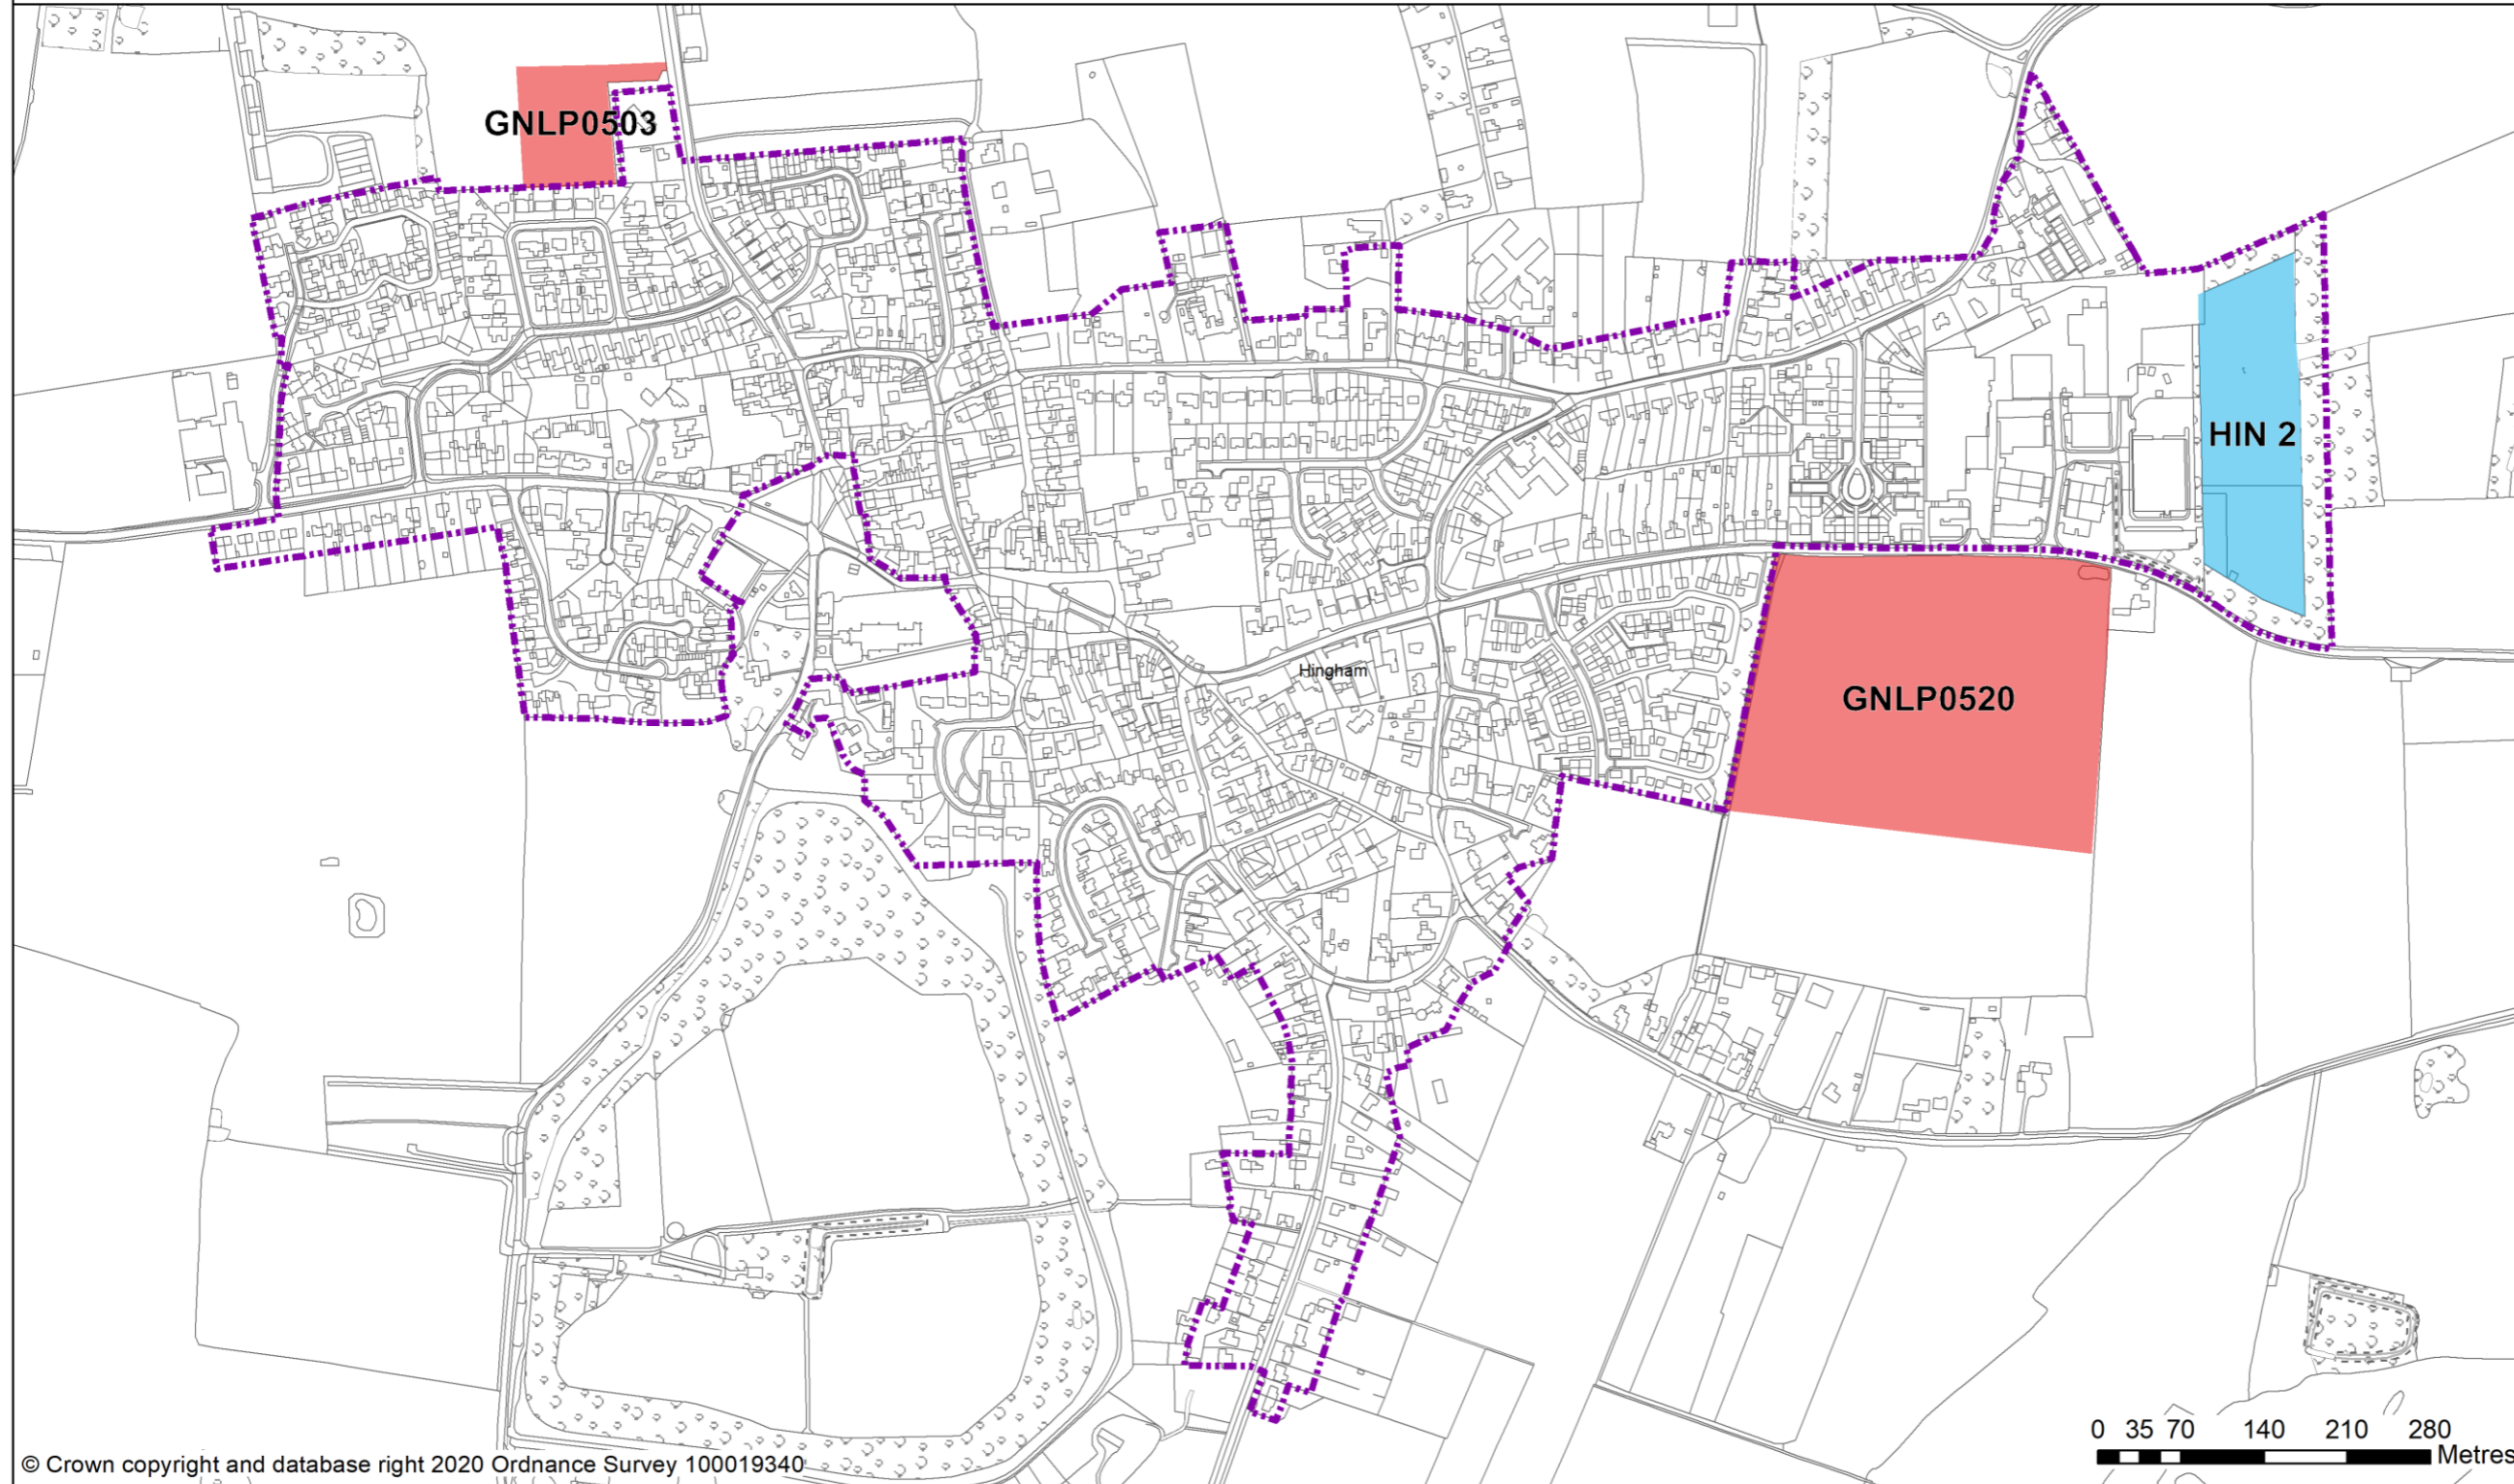 GNLP0503
HIN 2
Hingham
GNLP0520
0 35 70 140 210 280
Metres
© Crown copyright and database right 2020 Ordnance Survey 100019340